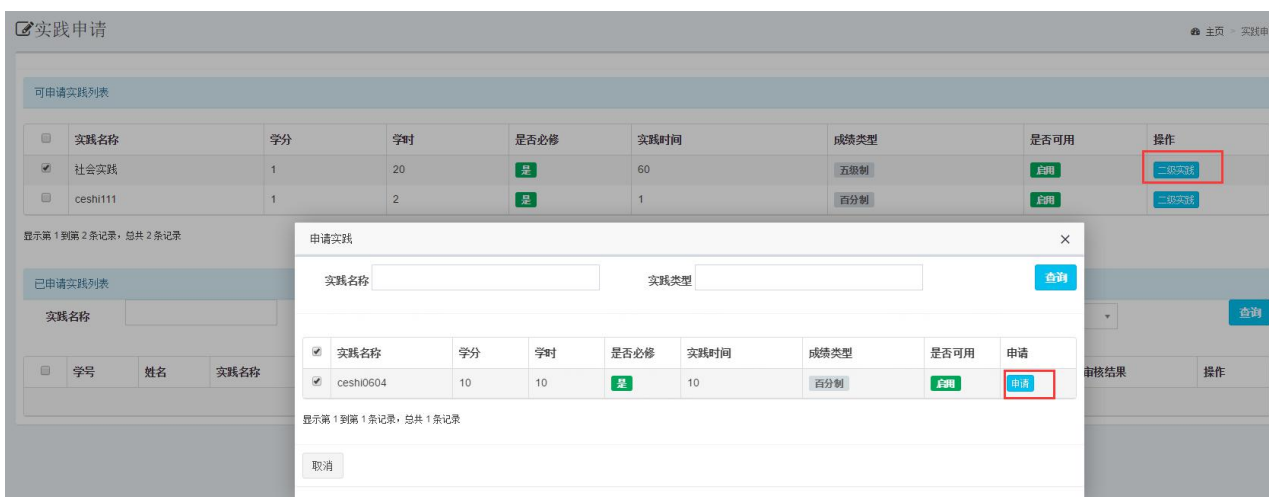 实践申请
主页 > 实践申
可申请实践列表
实践名称 学分 学时 是否必修 实践时间 成绩类型 是否可用 操作
社会实践 1 20 是 60 五级制 启用 二级实践
ceshi111 1 2 是 1 百分制 启用 二级实践
显示第 1 到第 2 条记录，总共 2 条记录
申请实践 ×
实践名称 实践类型 查询
已申请实践列表
实践名称 查询
实践名称 学分 学时 是否必修 实践时间 成绩类型 是否可用 申请
ceshi0604 10 10 是 10 百分制 启用 申请
学号 姓名 实践名称 审核结果 操作
显示第 1 到第 1 条记录，总共 1 条记录
取消